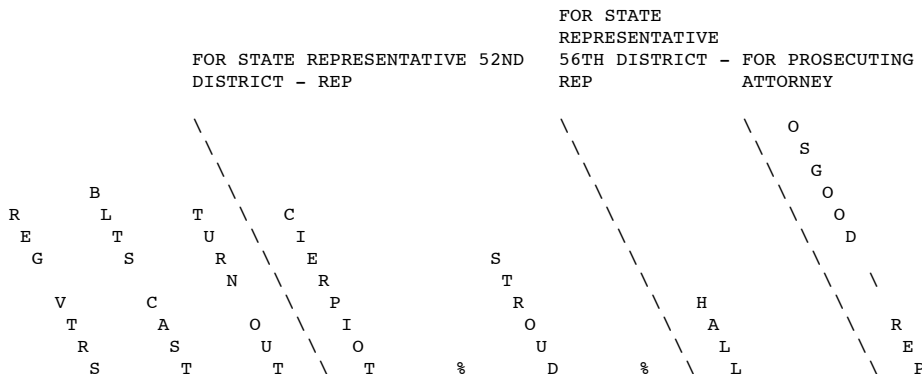 FOR STATE REPRESENTATIVE 52ND
DISTRICT - REP
FOR STATE
REPRESENTATIVE
56TH DISTRICT -
REP
FOR PROSECUTING
ATTORNEY
REG VTRS
BLTS CAST
TURN OUT
CIERPIOT
%
STROUD
%
HALL
OSGOOD \ REP